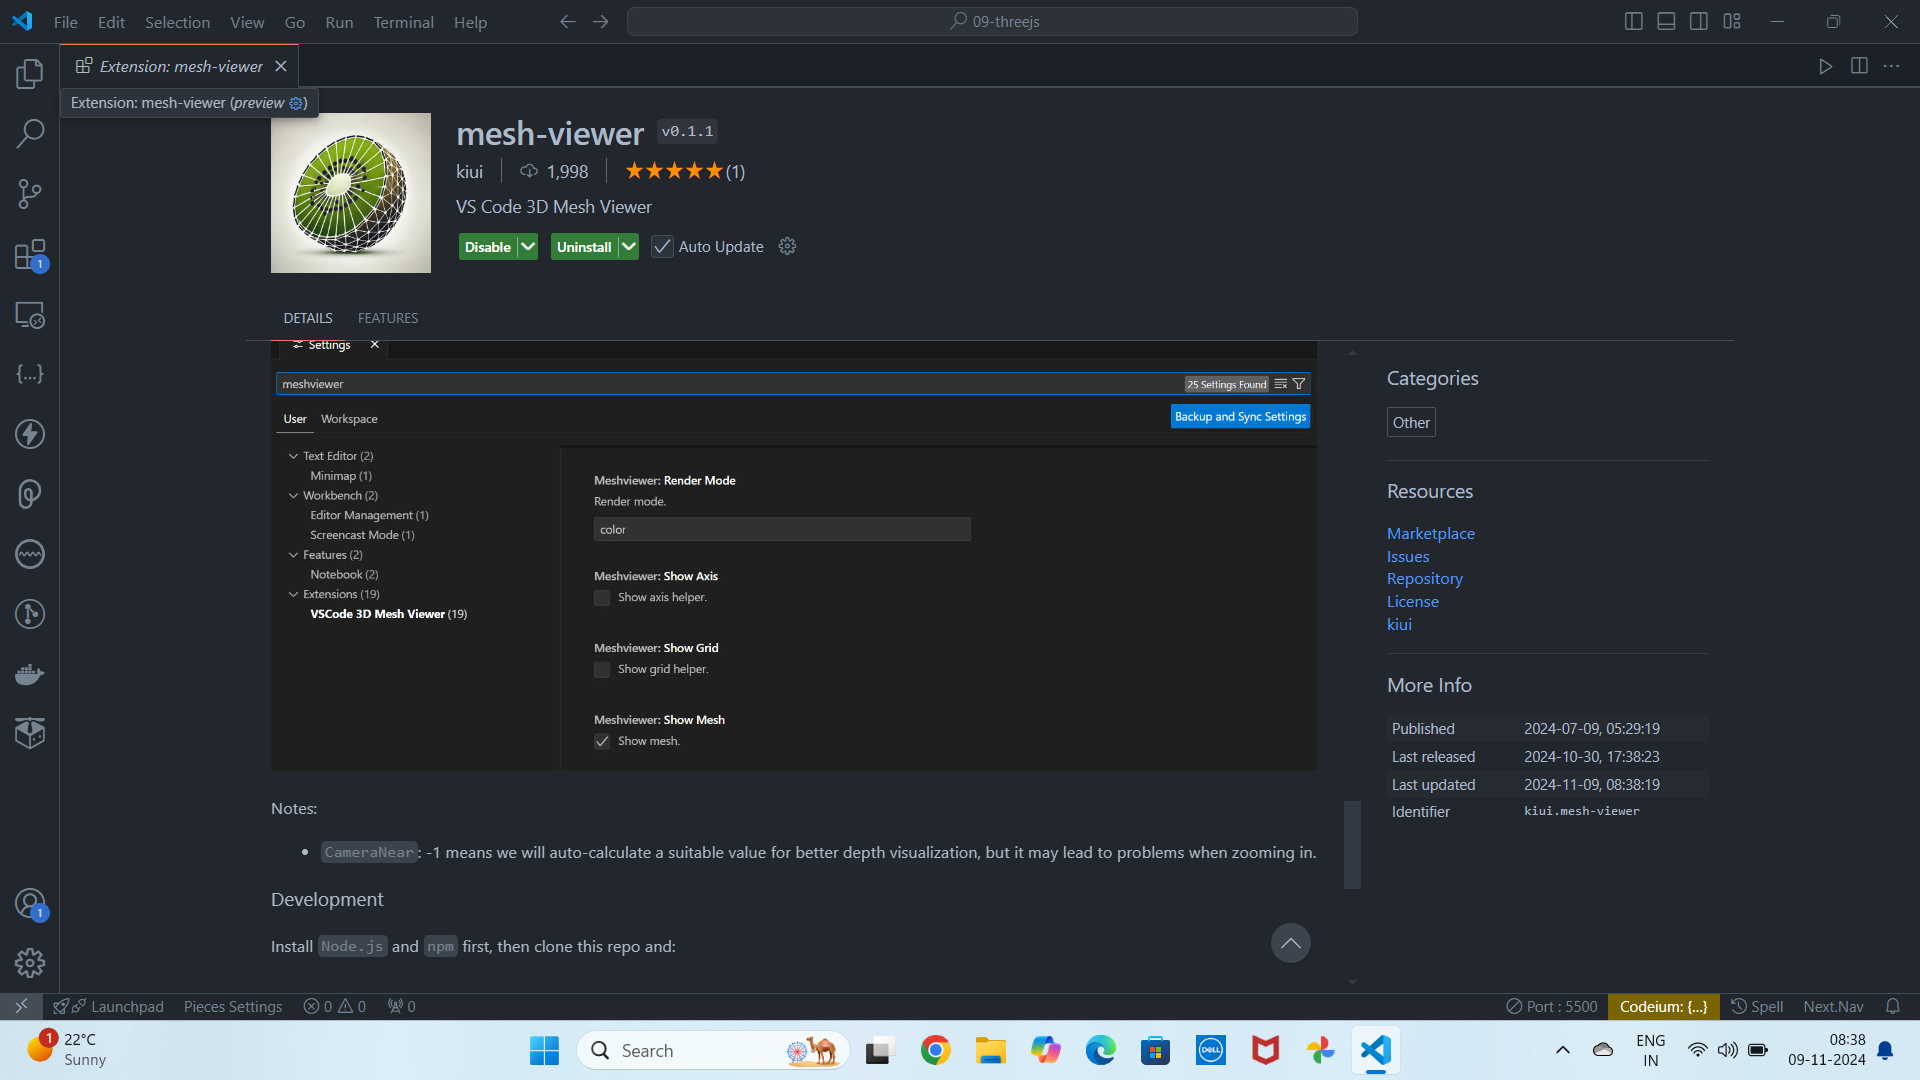 File Edit Selection View Go Run Terminal Help
09-threejs
Extension: mesh-viewer
Extension: mesh-viewer (preview)
mesh-viewer v0.1.1
kiui 1,998 ★★★★★(1)
VS Code 3D Mesh Viewer
Disable Uninstall Auto Update
1
DETAILS FEATURES
Settings
meshviewer 25 Settings Found
User Workspace Backup and Sync Settings
Text Editor (2)
Minimap (1)
Workbench (2)
Editor Management (1)
Screencast Mode (1)
Features (2)
Notebook (2)
Extensions (19)
VSCode 3D Mesh Viewer (19)
Meshviewer: Render Mode
Render mode.
color
Meshviewer: Show Axis
Show axis helper.
Meshviewer: Show Grid
Show grid helper.
Meshviewer: Show Mesh
Show mesh.
Notes:
• CameraNear: -1 means we will auto-calculate a suitable value for better depth visualization, but it may lead to problems when zooming in.
Development
Install Node.js and npm first, then clone this repo and:
Categories
Other
Resources
Marketplace
Issues
Repository
License
kiui
More Info
Published 2024-07-09, 05:29:19
Last released 2024-10-30, 17:38:23
Last updated 2024-11-09, 08:38:19
Identifier kiui.mesh-viewer
1
Launchpad Pieces Settings 0 0 0 Port : 5500 Codeium: {...} Spell Next.Nav
1
22°C
Sunny
Search
DELL
ENG
IN
08:38
09-11-2024